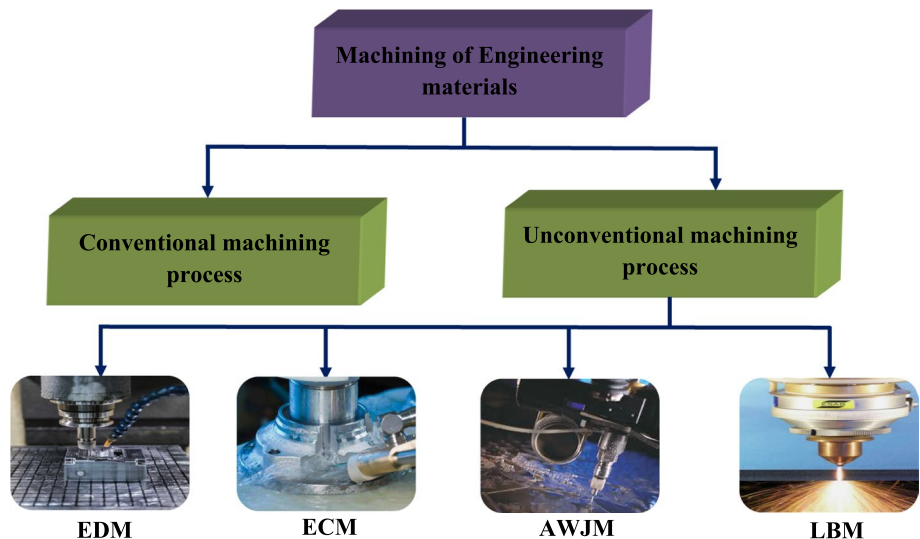 Machining of Engineering
materials
Conventional machining
process
Unconventional machining
process
EDM
ECM
AWJM
LBM